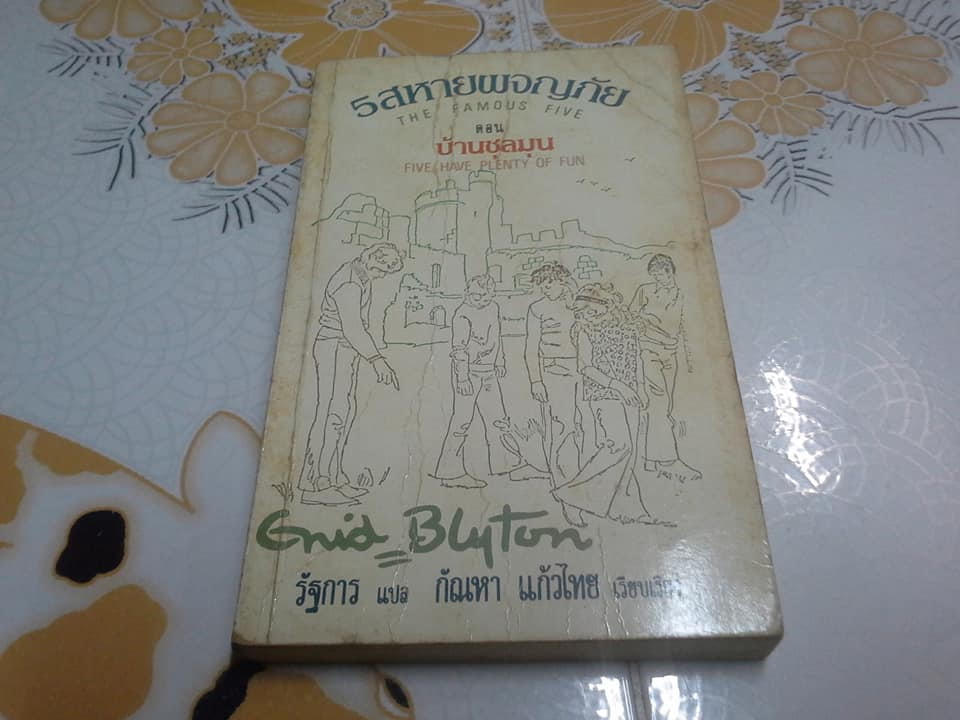 5สหายผจญภัย
THE FAMOUS FIVE
ตอน
บ้านชุลมุน
FIVE HAVE PLENTY OF FUN
Enid Blyton
รัฐการ แปล กัณหา แก้วไทย เรียบเรียง